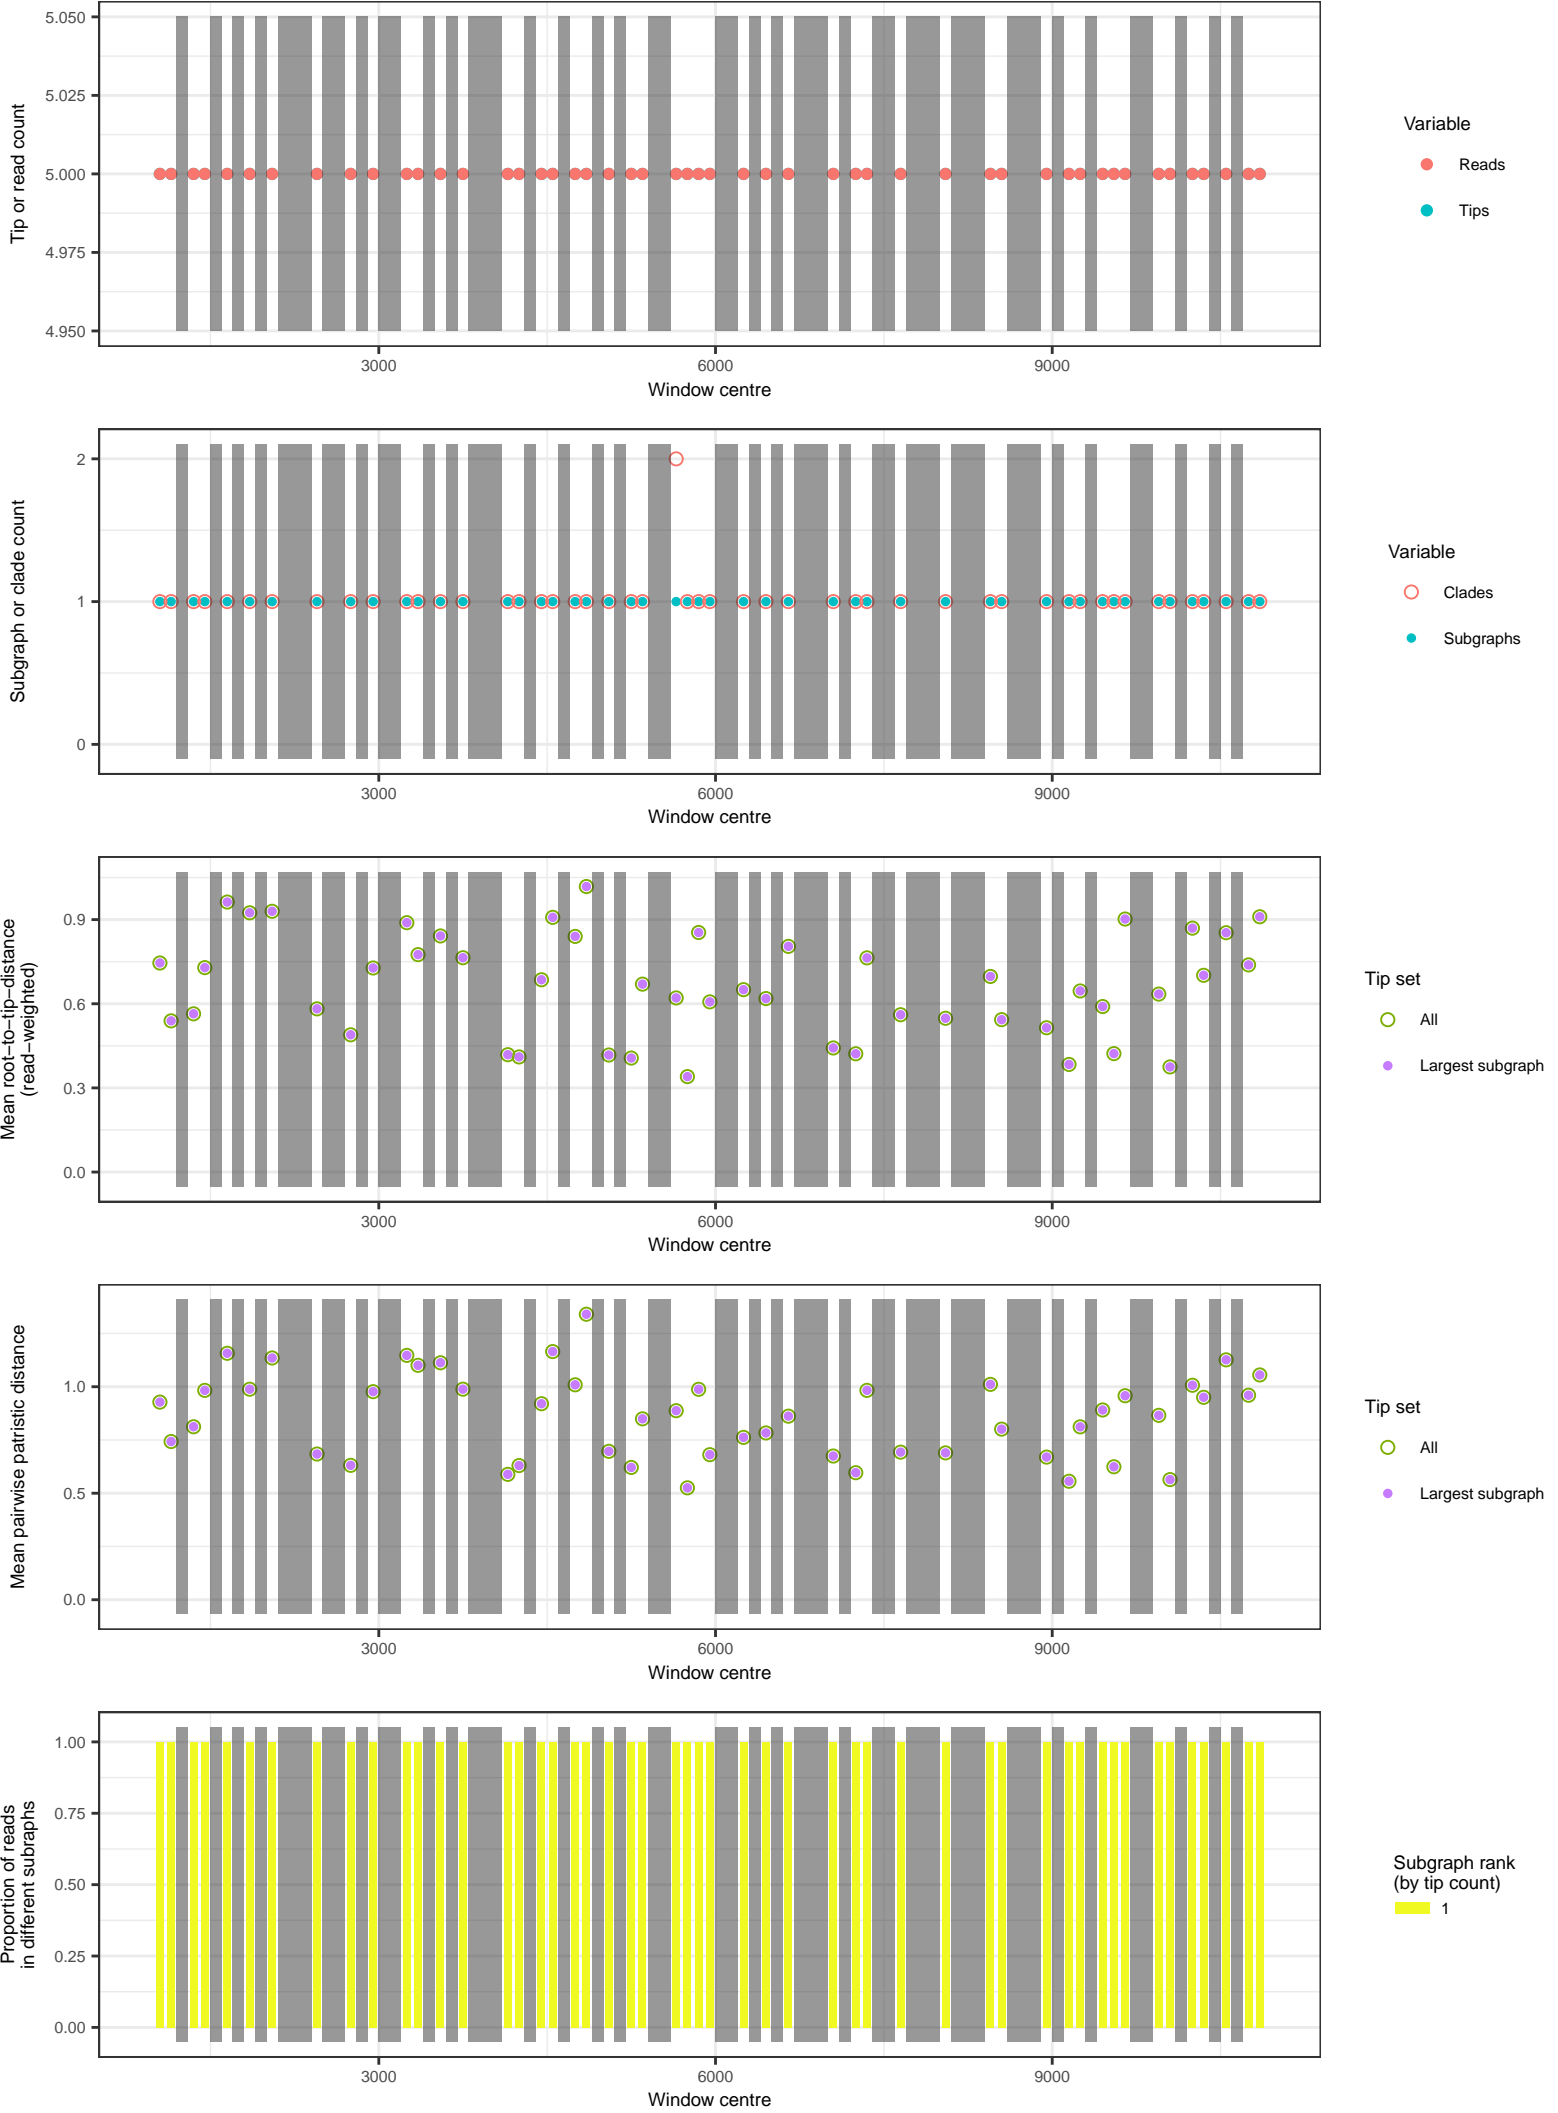 5.050
5.025
5.000
4.975
4.950
Tip or read count
3000
6000
9000
Window centre
Variable
Reads
Tips
2
1
0
Subgraph or clade count
3000
6000
9000
Window centre
Variable
Clades
Subgraphs
0.9
0.6
0.3
0.0
Mean root−to−tip−distance
(read−weighted)
3000
6000
9000
Window centre
Tip set
All
Largest subgraph
1.0
0.5
0.0
Mean pairwise patristic distance
3000
6000
9000
Window centre
Tip set
All
Largest subgraph
1.00
0.75
0.50
0.25
0.00
Proportion of reads
in different subraphs
3000
6000
9000
Window centre
Subgraph rank
(by tip count)
1